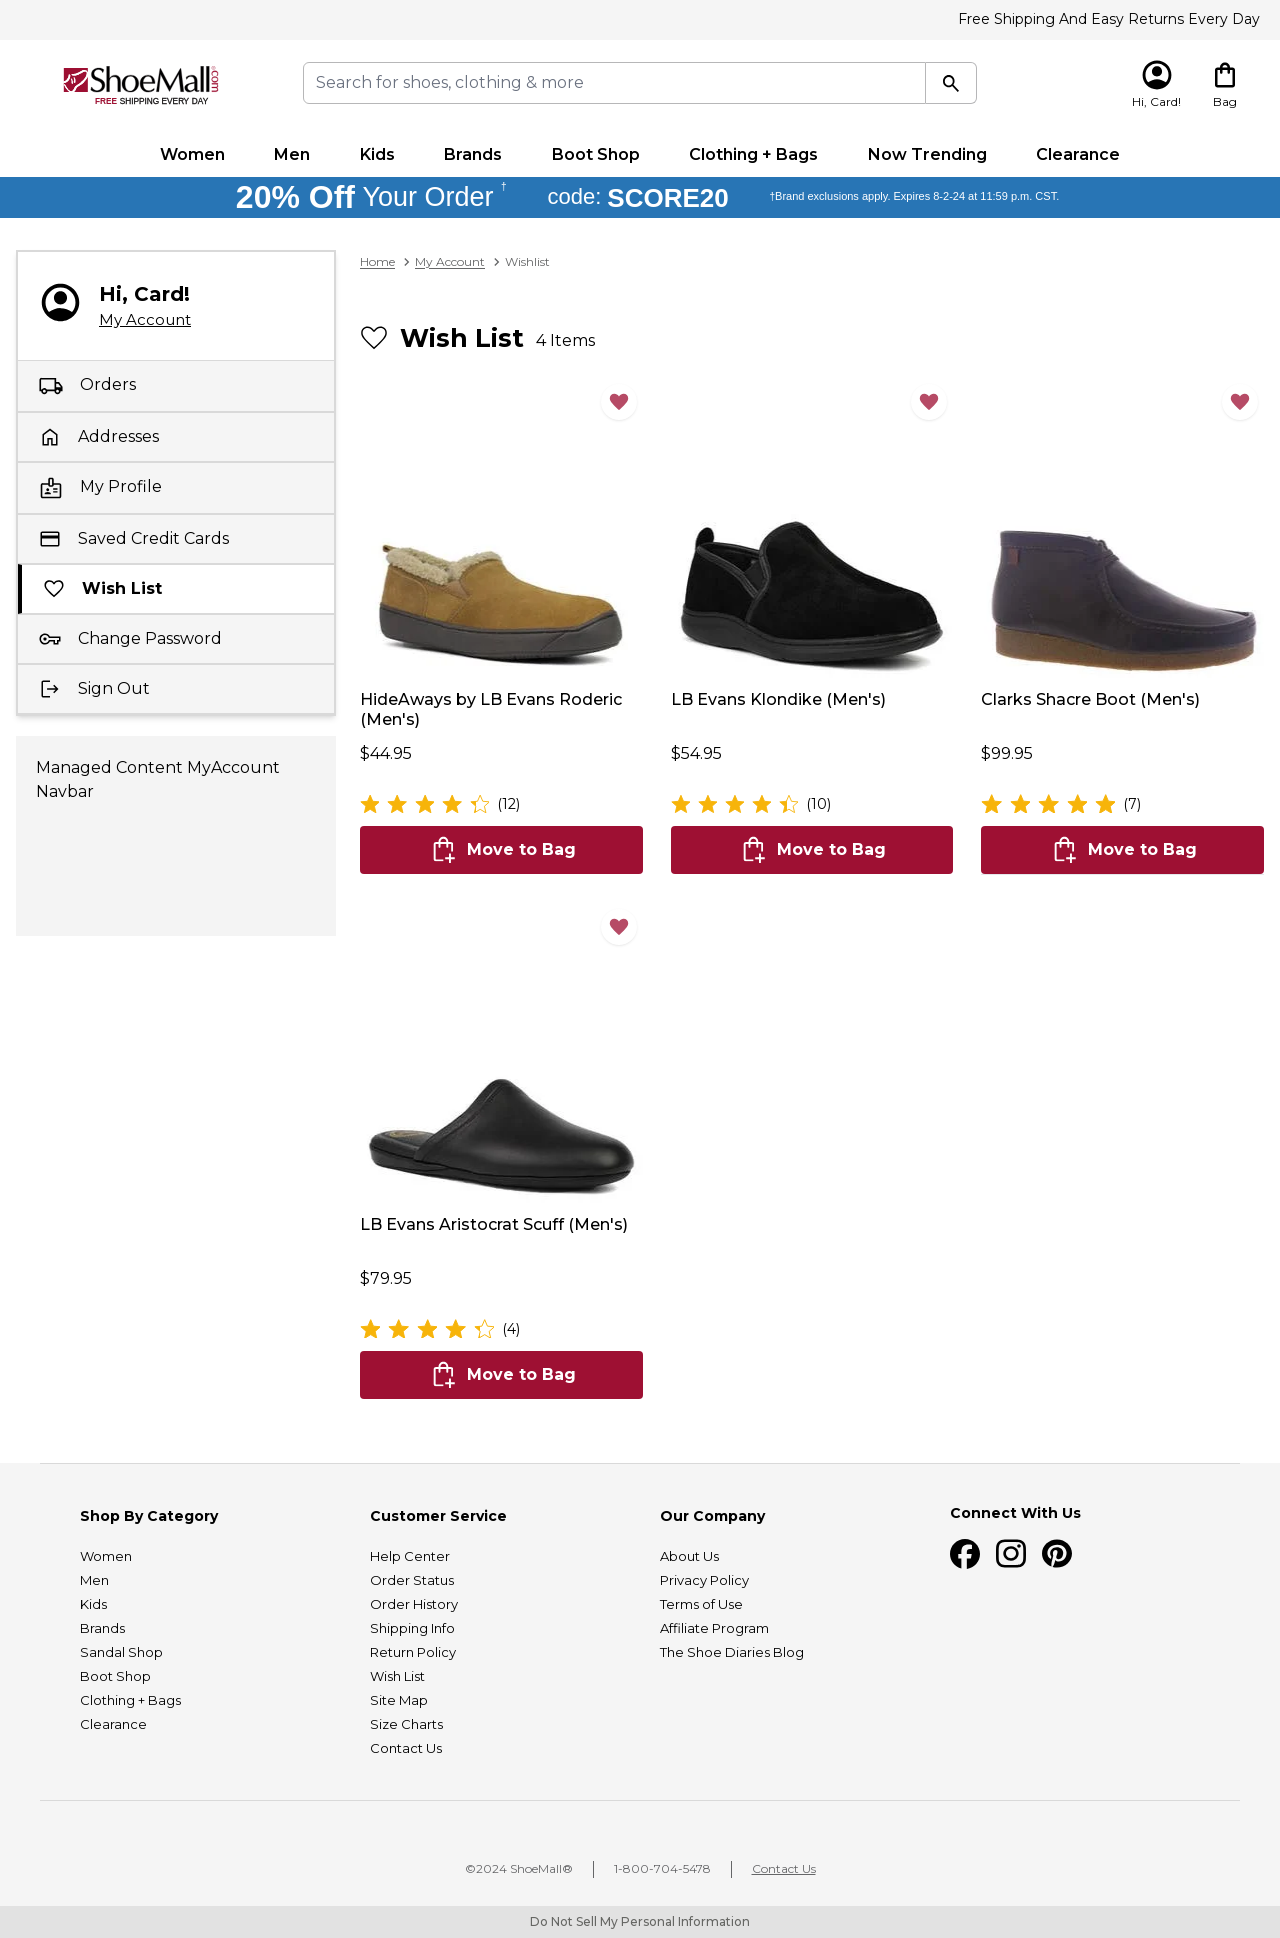 Free Shipping And Easy Returns Every Day
ShoeMall.com®
FREE SHIPPING EVERY DAY
Search for shoes, clothing & more
Hi, Card!
Bag
Women Men Kids Brands Boot Shop Clothing + Bags Now Trending Clearance
20% Off Your Order † code: SCORE20 †Brand exclusions apply. Expires 8-2-24 at 11:59 p.m. CST.
Hi, Card!
My Account
Orders
Addresses
My Profile
Saved Credit Cards
Wish List
Change Password
Sign Out
Managed Content MyAccount
Navbar
Home My Account Wishlist
Wish List 4 Items
HideAways by LB Evans Roderic
(Men's)
$44.95
(12)
Move to Bag
LB Evans Klondike (Men's)
$54.95
(10)
Move to Bag
Clarks Shacre Boot (Men's)
$99.95
(7)
Move to Bag
LB Evans Aristocrat Scuff (Men's)
$79.95
(4)
Move to Bag
Shop By Category
Women
Men
Kids
Brands
Sandal Shop
Boot Shop
Clothing + Bags
Clearance
Customer Service
Help Center
Order Status
Order History
Shipping Info
Return Policy
Wish List
Site Map
Size Charts
Contact Us
Our Company
About Us
Privacy Policy
Terms of Use
Affiliate Program
The Shoe Diaries Blog
Connect With Us
©2024 ShoeMall® 1-800-704-5478 Contact Us
Do Not Sell My Personal Information